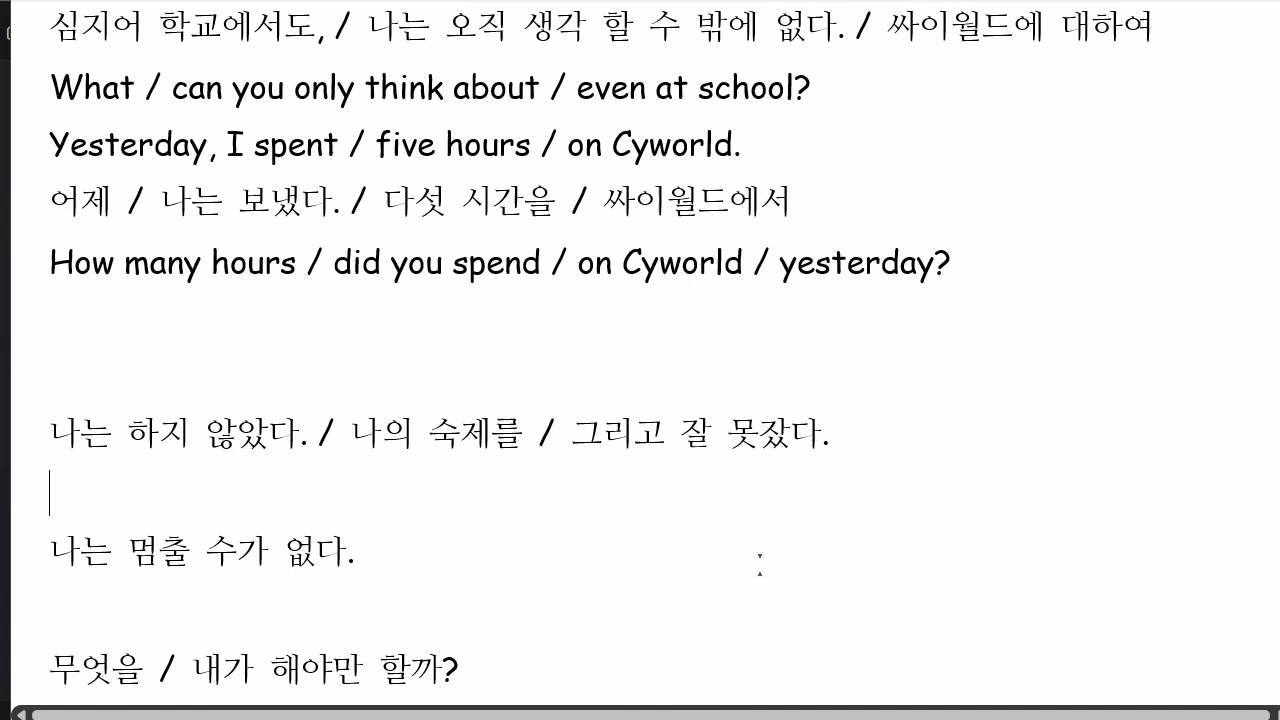 심지어 학교에서도, / 나는 오직 생각 할 수 밖에 없다. / 싸이월드에 대하여
What / can you only think about / even at school?
Yesterday, I spent / five hours / on Cyworld.
어제 / 나는 보냈다. / 다섯 시간을 / 싸이월드에서
How many hours / did you spend / on Cyworld / yesterday?
나는 하지 않았다. / 나의 숙제를 / 그리고 잘 못잤다.
나는 멈출 수가 없다.
무엇을 / 내가 해야만 할까?